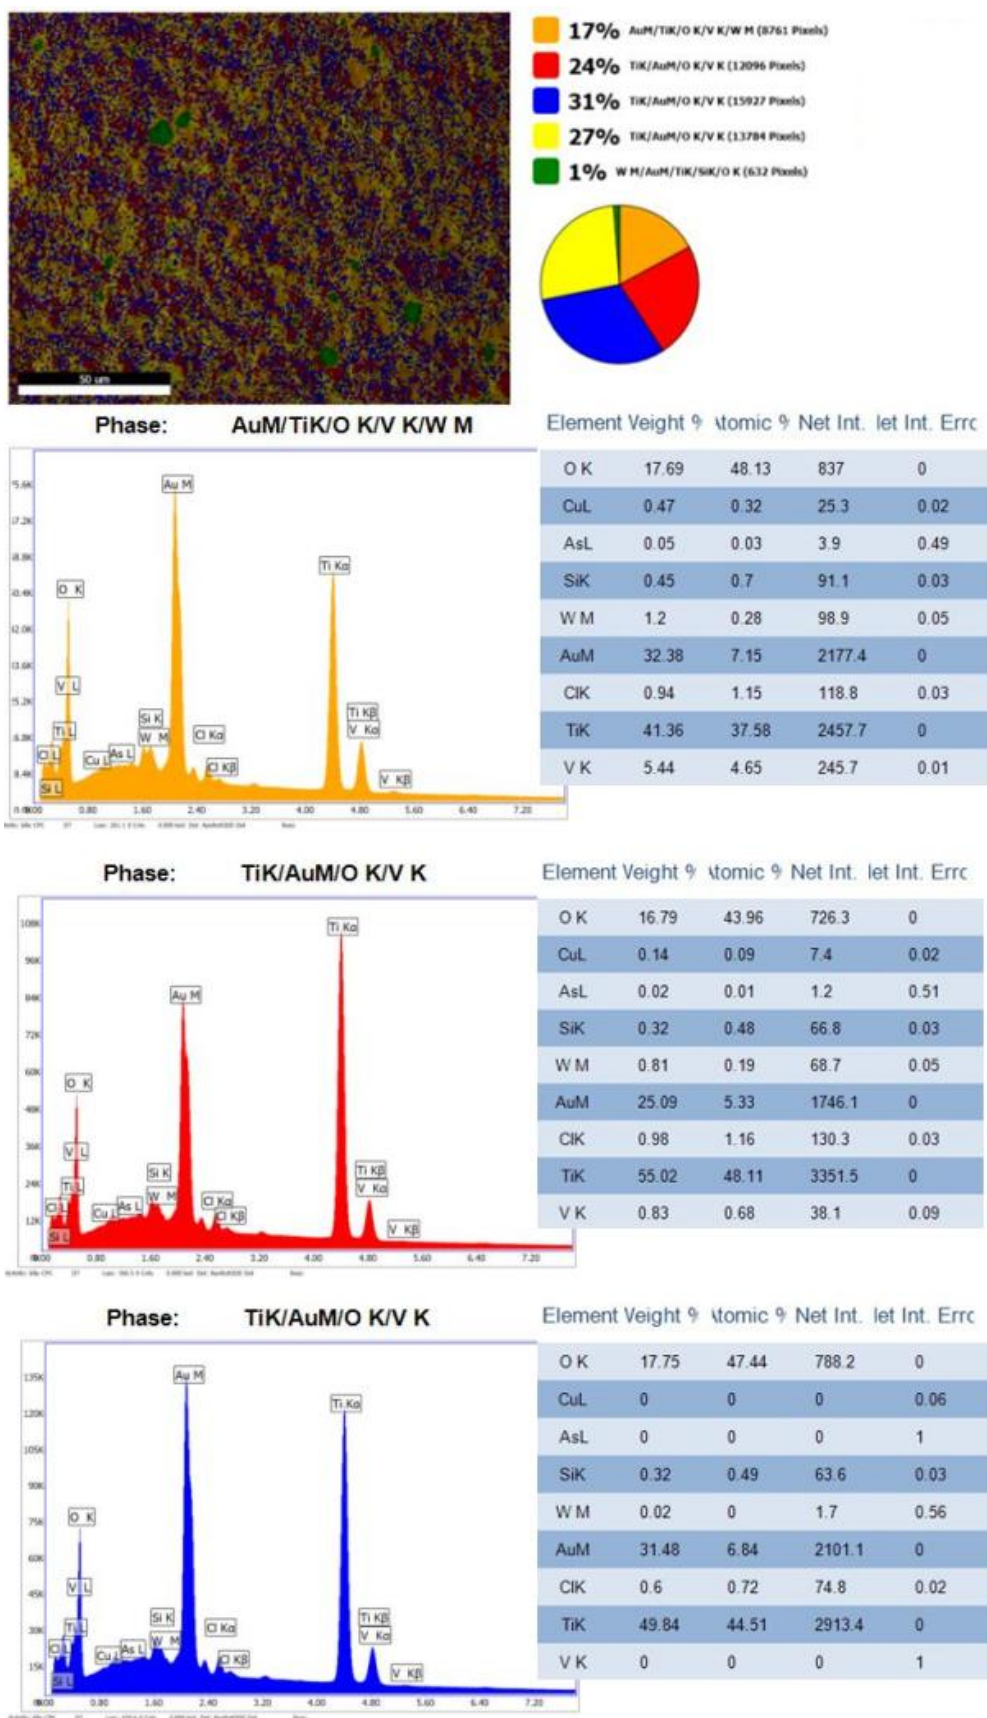 17% AuM/TiK/O K/V K/W M (8761 Pixels)
24% TiK/AuM/O K/V K (12096 Pixels)
31% TiK/AuM/O K/V K (15927 Pixels)
27% TiK/AuM/O K/V K (13784 Pixels)
1% W M/AuM/TiK/SiK/O K (632 Pixels)
50 um
Phase: AuM/TiK/O K/V K/W M
Element Veight % \tomic % Net Int. let Int. Errc
O K 17.69 48.13 837 0
CuL 0.47 0.32 25.3 0.02
AsL 0.05 0.03 3.9 0.49
SiK 0.45 0.7 91.1 0.03
W M 1.2 0.28 98.9 0.05
AuM 32.38 7.15 2177.4 0
ClK 0.94 1.15 118.8 0.03
TiK 41.36 37.58 2457.7 0
V K 5.44 4.65 245.7 0.01
Au M
Ti Kα
O K
V L
Ti L
Cl L
Si L
Cu L
As L
Si K
W M
Cl Kα
Cl Kβ
Ti Kβ
V Kα
V Kβ
0.80 1.60 2.40 3.20 4.00 4.80 5.60 7.20
Phase: TiK/AuM/O K/V K
Element Veight % \tomic % Net Int. let Int. Errc
O K 16.79 43.96 726.3 0
CuL 0.14 0.09 7.4 0.02
AsL 0.02 0.01 1.2 0.51
SiK 0.32 0.48 66.8 0.03
W M 0.81 0.19 68.7 0.05
AuM 25.09 5.33 1746.1 0
ClK 0.98 1.16 130.3 0.03
TiK 55.02 48.11 3351.5 0
V K 0.83 0.68 38.1 0.09
108K
96K
84K
72K
60K
48K
36K
24K
12K
Ti Kα
Au M
O K
V L
Ti L
Cl L
Si L
Cu L
As L
Si K
W M
Cl Kα
Cl Kβ
Ti Kβ
V Kα
V Kβ
0.80 1.60 2.40 3.20 4.00 4.80 5.60 7.20
Phase: TiK/AuM/O K/V K
Element Veight % \tomic % Net Int. let Int. Errc
O K 17.75 47.44 788.2 0
CuL 0 0 0 0.06
AsL 0 0 0 1
SiK 0.32 0.49 63.6 0.03
W M 0.02 0 1.7 0.56
AuM 31.48 6.84 2101.1 0
ClK 0.6 0.72 74.8 0.02
TiK 49.84 44.51 2913.4 0
V K 0 0 0 1
135K
120K
105K
75K
60K
45K
30K
15K
Au M
Ti Kα
O K
V L
Ti L
Cl L
Si L
Cu L
As L
Si K
W M
Cl Kα
Cl Kβ
Ti Kβ
V Kα
V Kβ
0.80 1.60 2.40 3.20 4.00 4.80 5.60 7.20